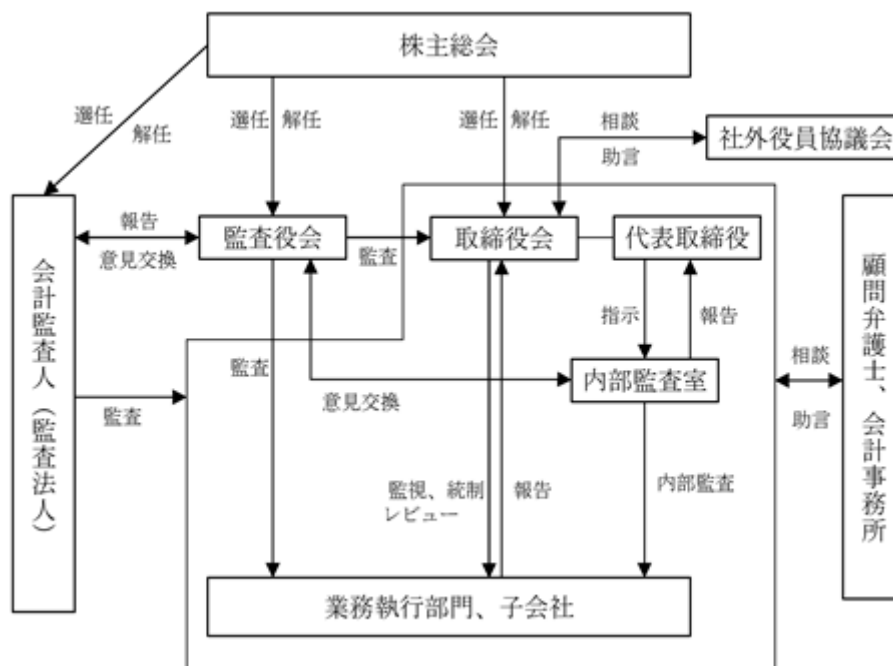 株主総会
選任
解任
選任 解任
選任 解任
相談
助言
社外役員協議会
報告
意見交換
監査役会
監査
取締役会
代表取締役
会計監査人（監査法人）
監査
監査
意見交換
指示
報告
内部監査室
相談
助言
顧問弁護士、会計事務所
監視、統制
レビュー
報告
内部監査
業務執行部門、子会社